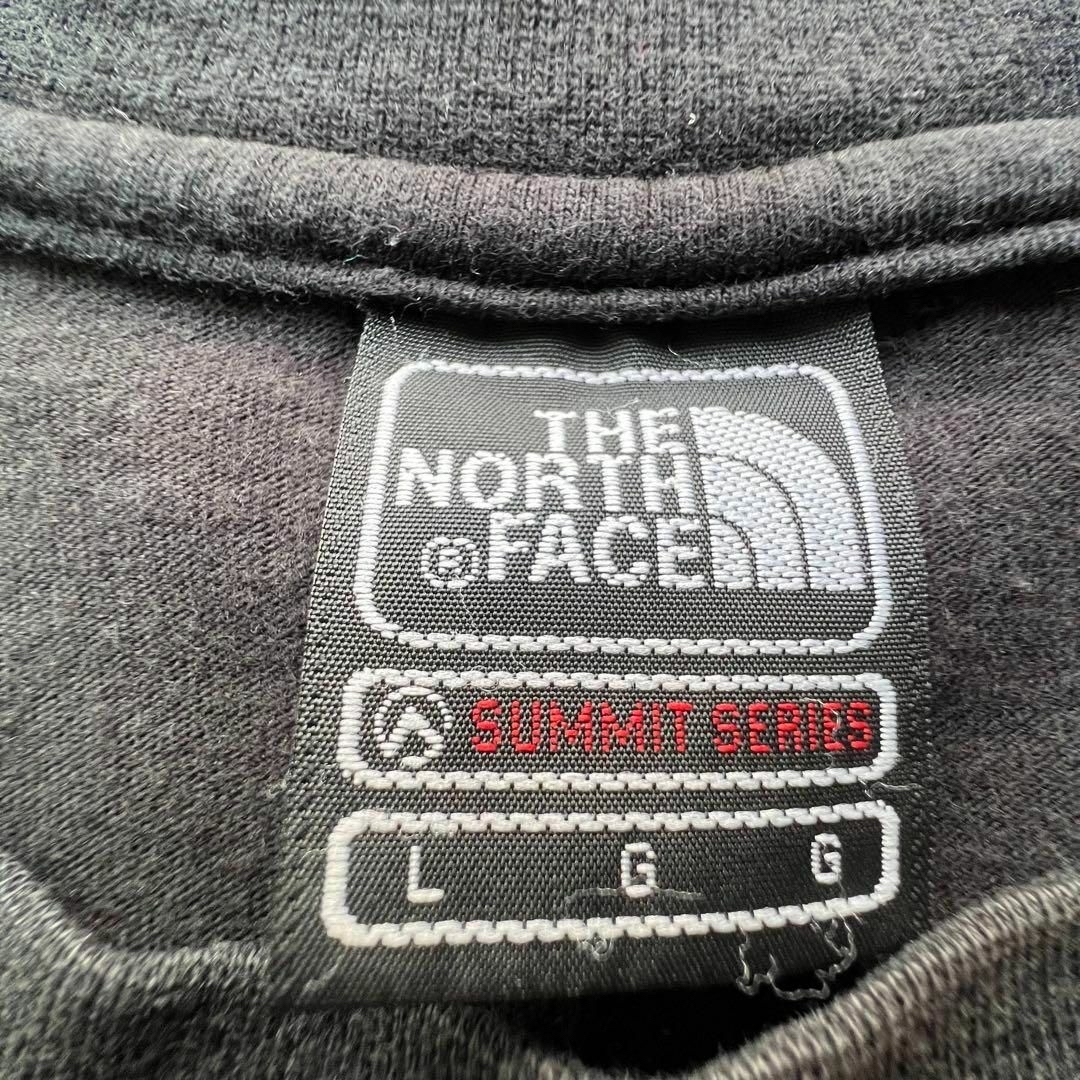 THE
NORTH
®FACE
SUMMIT SERIES
L G G